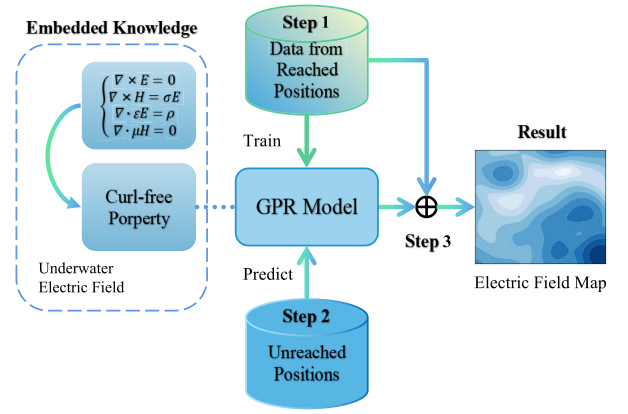 Embedded Knowledge
∇ × E = 0
∇ × H = σE
∇ · εE = ρ
∇ · μH = 0
Curl-free
Porperty
Underwater
Electric Field
Step 1
Data from
Reached
Positions
Train
GPR Model
Predict
Step 2
Unreached
Positions
Step 3
Result
Electric Field Map